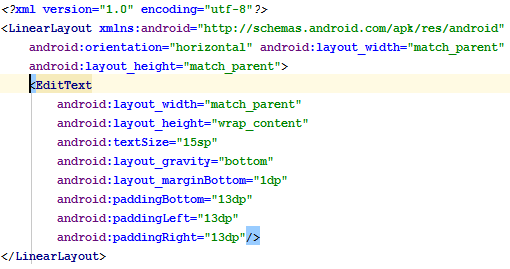 <?xml version="1.0" encoding="utf-8"?>
<LinearLayout xmlns:android="http://schemas.android.com/apk/res/android"
    android:orientation="horizontal" android:layout_width="match_parent"
    android:layout_height="match_parent">
    <EditText
        android:layout_width="match_parent"
        android:layout_height="wrap_content"
        android:textSize="15sp"
        android:layout_gravity="bottom"
        android:layout_marginBottom="1dp"
        android:paddingBottom="13dp"
        android:paddingLeft="13dp"
        android:paddingRight="13dp"/>
</LinearLayout>